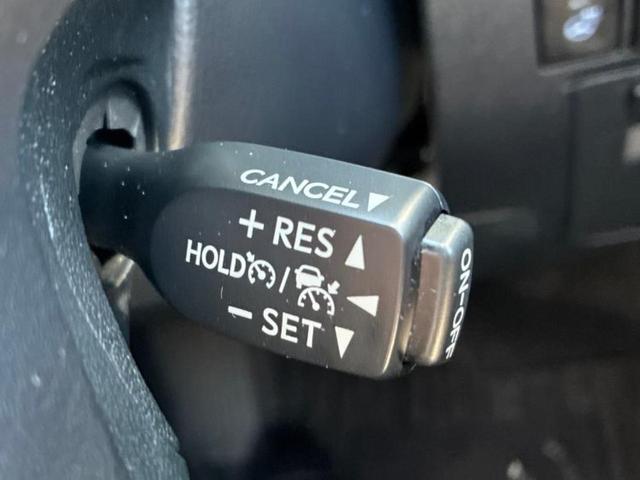 CANCEL▼
+ RES ▲
HOLD / ◀
− SET ▼
ON-OFF